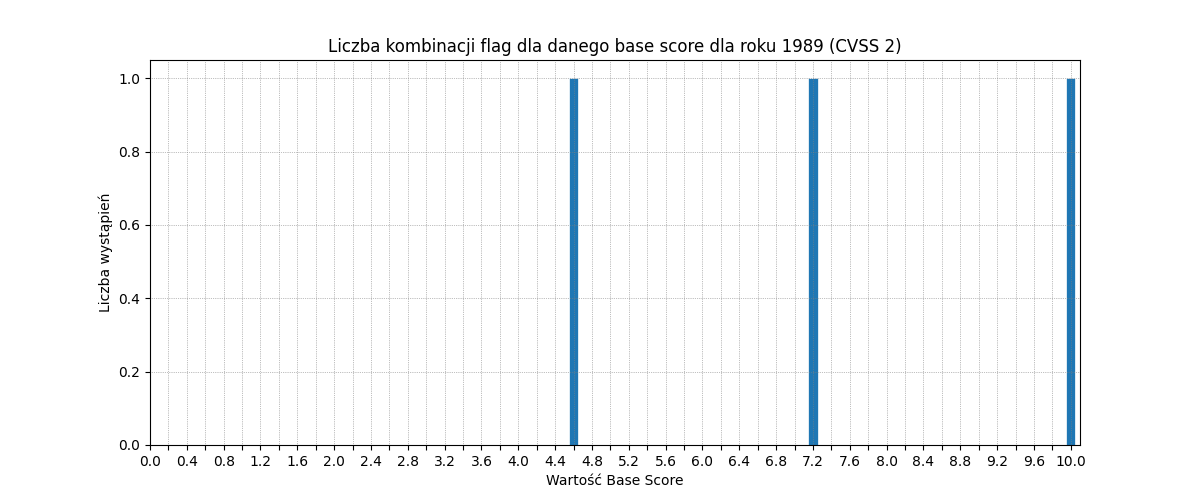 Liczba kombinacji flag dla danego base score dla roku 1989 (CVSS 2)
1.0
0.8
0.6
0.4
0.2
0.0
Liczba wystąpień
0.0 0.4 0.8 1.2 1.6 2.0 2.4 2.8 3.2 3.6 4.0 4.4 4.8 5.2 5.6 6.0 6.4 6.8 7.2 7.6 8.0 8.4 8.8 9.2 9.6 10.0
Wartość Base Score